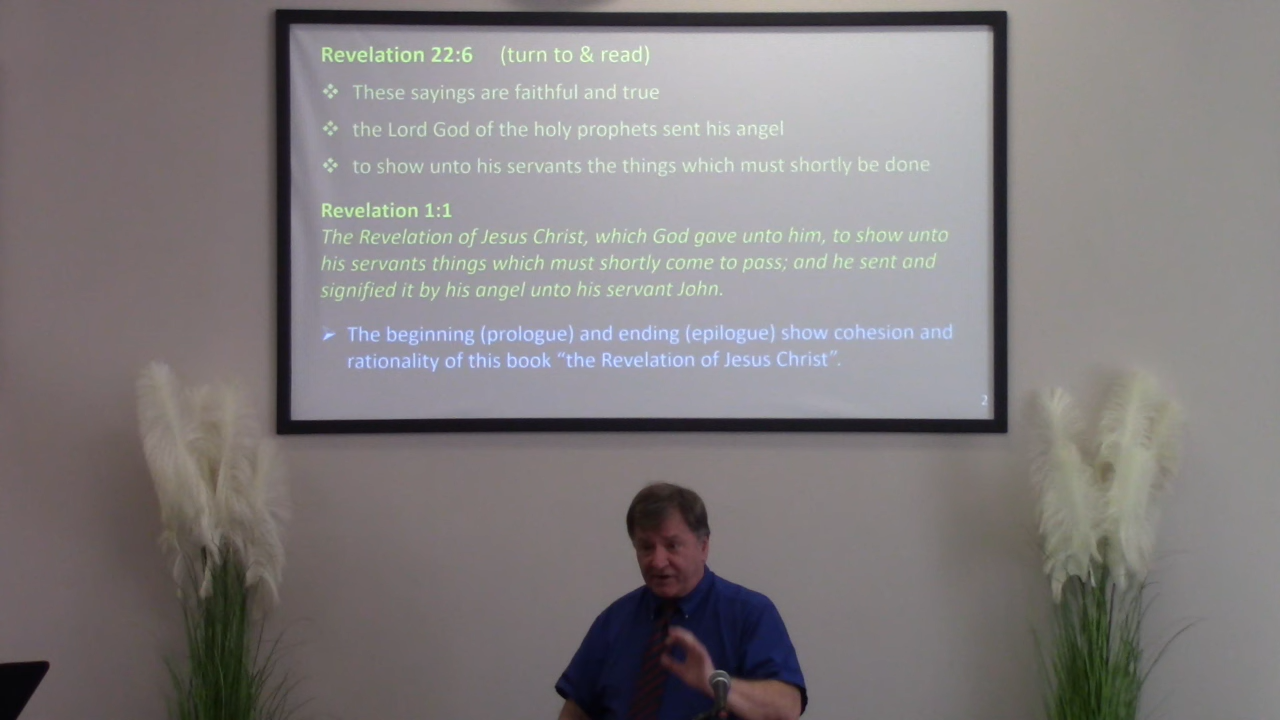 Revelation 22:6 (turn to & read)
❖ These sayings are faithful and true
❖ the Lord God of the holy prophets sent his angel
❖ to show unto his servants the things which must shortly be done
Revelation 1:1
The Revelation of Jesus Christ, which God gave unto him, to show unto
his servants things which must shortly come to pass; and he sent and
signified it by his angel unto his servant John.
➢ The beginning (prologue) and ending (epilogue) show cohesion and
rationality of this book “the Revelation of Jesus Christ”.
2